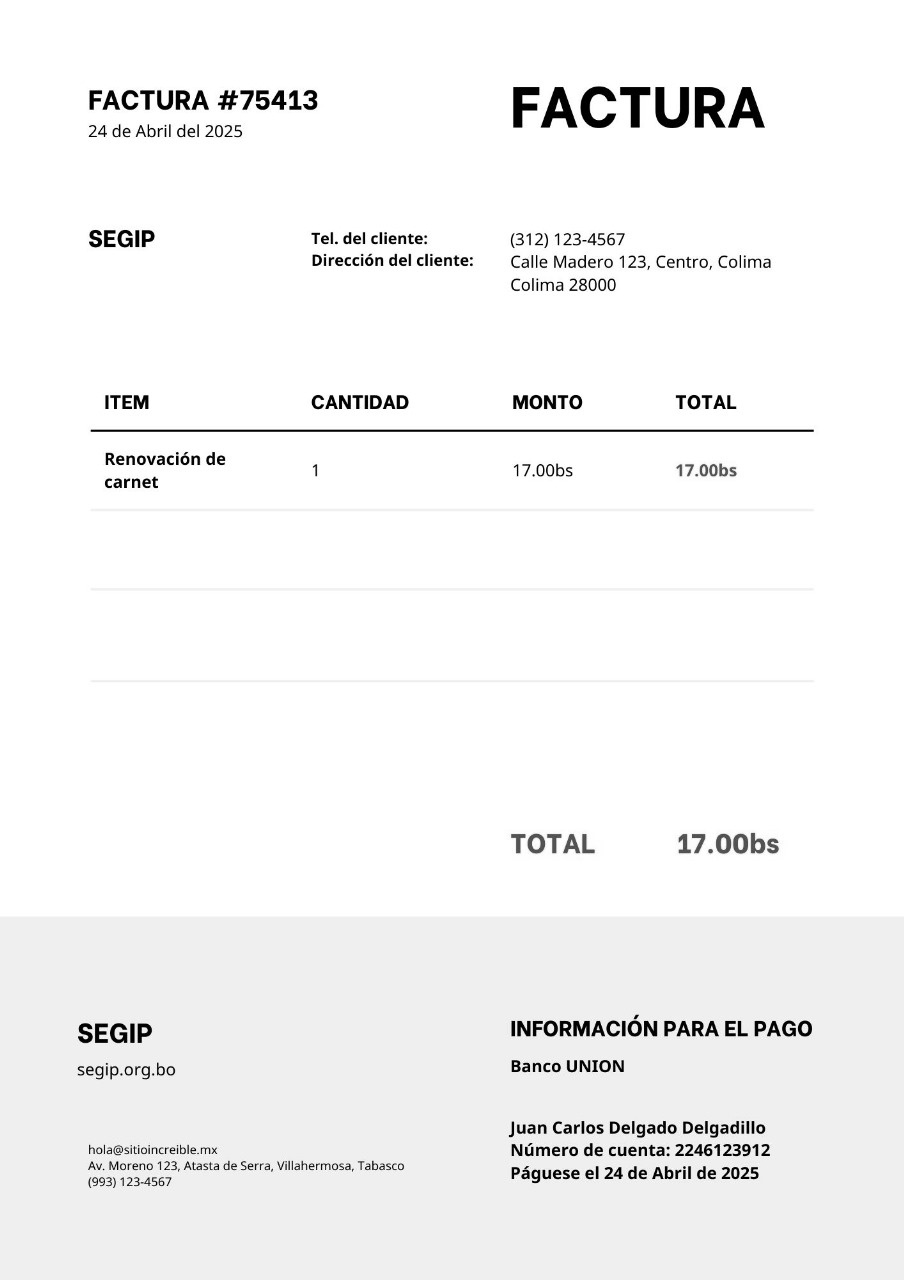 FACTURA #75413
24 de Abril del 2025
FACTURA
SEGIP
Tel. del cliente:
Dirección del cliente:
(312) 123-4567
Calle Madero 123, Centro, Colima
Colima 28000
ITEM CANTIDAD MONTO TOTAL
Renovación de
carnet
1 17.00bs 17.00bs
TOTAL 17.00bs
SEGIP
segip.org.bo
hola@sitioincreible.mx
Av. Moreno 123, Atasta de Serra, Villahermosa, Tabasco
(993) 123-4567
INFORMACIÓN PARA EL PAGO
Banco UNION
Juan Carlos Delgado Delgadillo
Número de cuenta: 2246123912
Páguese el 24 de Abril de 2025